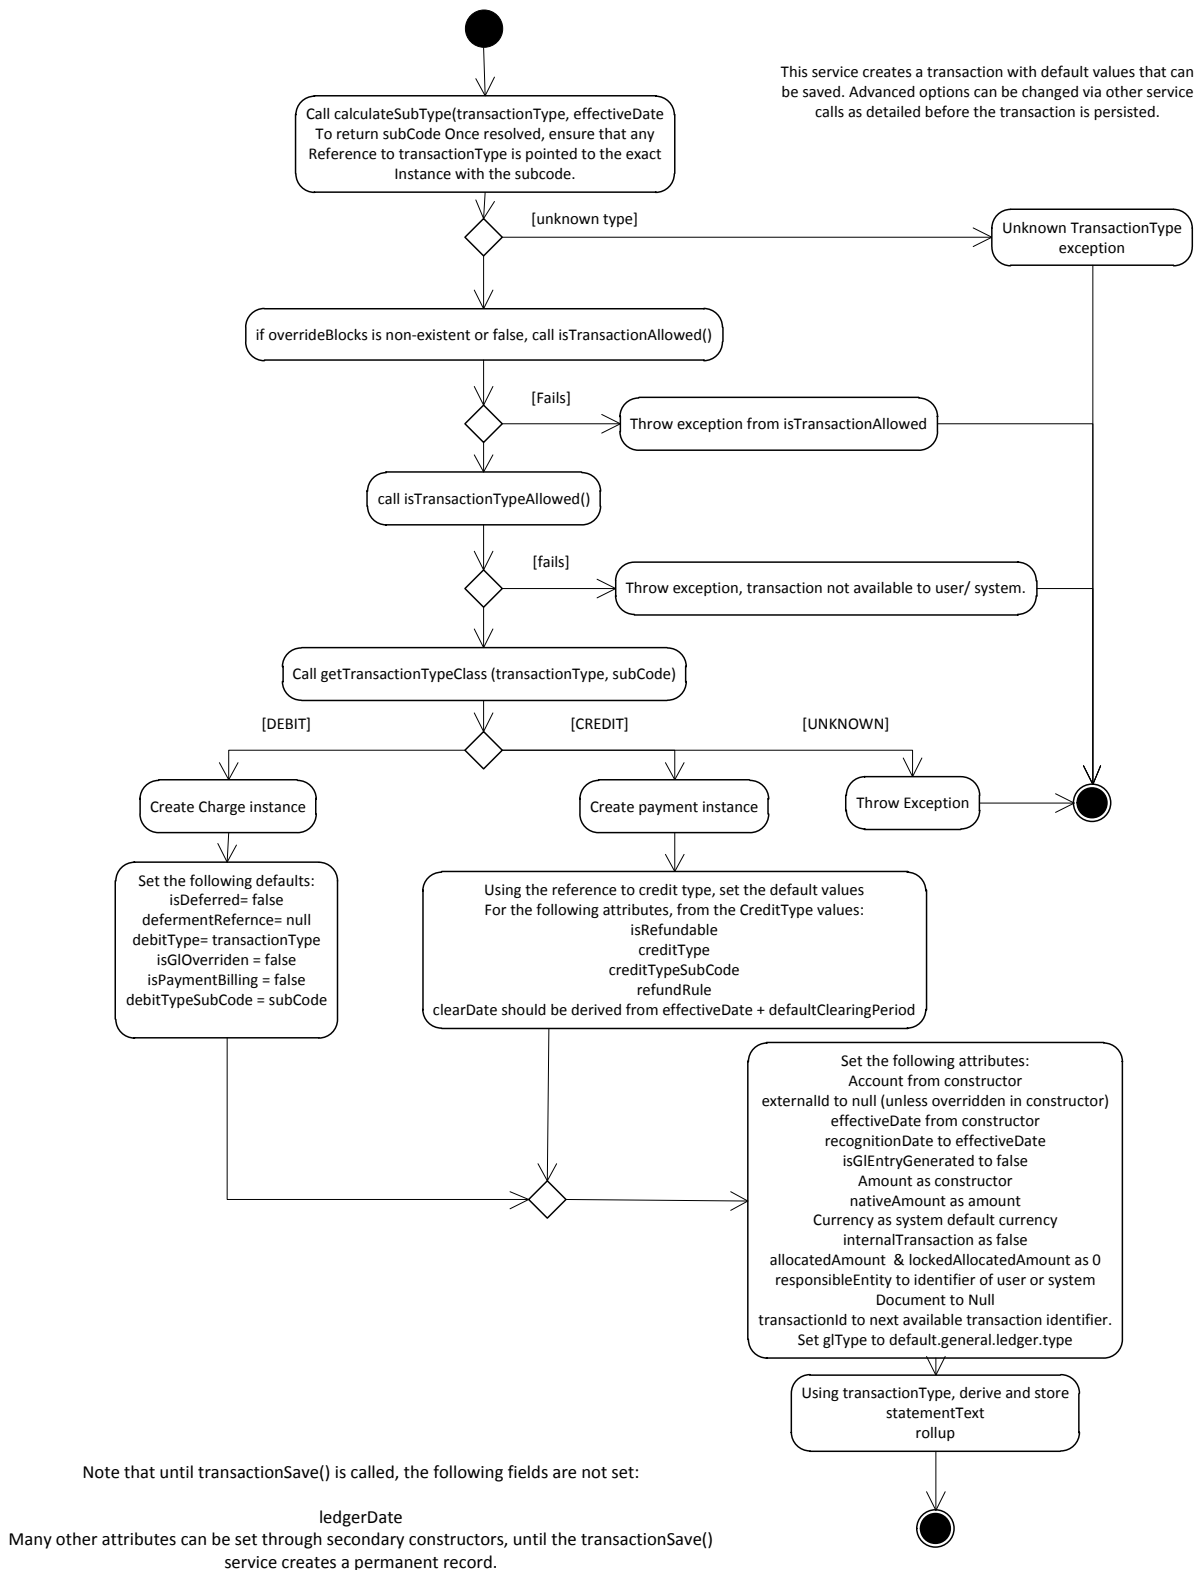 This service creates a transaction with default values that can
be saved. Advanced options can be changed via other service
calls as detailed before the transaction is persisted.
Call calculateSubType(transactionType, effectiveDate
To return subCode Once resolved, ensure that any
Reference to transactionType is pointed to the exact
Instance with the subcode.
[unknown type]
Unknown TransactionType
exception
if overrideBlocks is non-existent or false, call isTransactionAllowed()
[Fails]
Throw exception from isTransactionAllowed
call isTransactionTypeAllowed()
[fails]
Throw exception, transaction not available to user/ system.
Call getTransactionTypeClass (transactionType, subCode)
[DEBIT]
[CREDIT]
[UNKNOWN]
Create Charge instance
Create payment instance
Throw Exception
Set the following defaults:
isDeferred= false
defermentRefernce= null
debitType= transactionType
isGlOverriden = false
isPaymentBilling = false
debitTypeSubCode = subCode
Using the reference to credit type, set the default values
For the following attributes, from the CreditType values:
isRefundable
creditType
creditTypeSubCode
refundRule
clearDate should be derived from effectiveDate + defaultClearingPeriod
Set the following attributes:
Account from constructor
externalId to null (unless overridden in constructor)
effectiveDate from constructor
recognitionDate to effectiveDate
isGlEntryGenerated to false
Amount as constructor
nativeAmount as amount
Currency as system default currency
internalTransaction as false
allocatedAmount & lockedAllocatedAmount as 0
responsibleEntity to identifier of user or system
Document to Null
transactionId to next available transaction identifier.
Set glType to default.general.ledger.type
Using transactionType, derive and store
statementText
rollup
Note that until transactionSave() is called, the following fields are not set:
ledgerDate
Many other attributes can be set through secondary constructors, until the transactionSave()
service creates a permanent record.